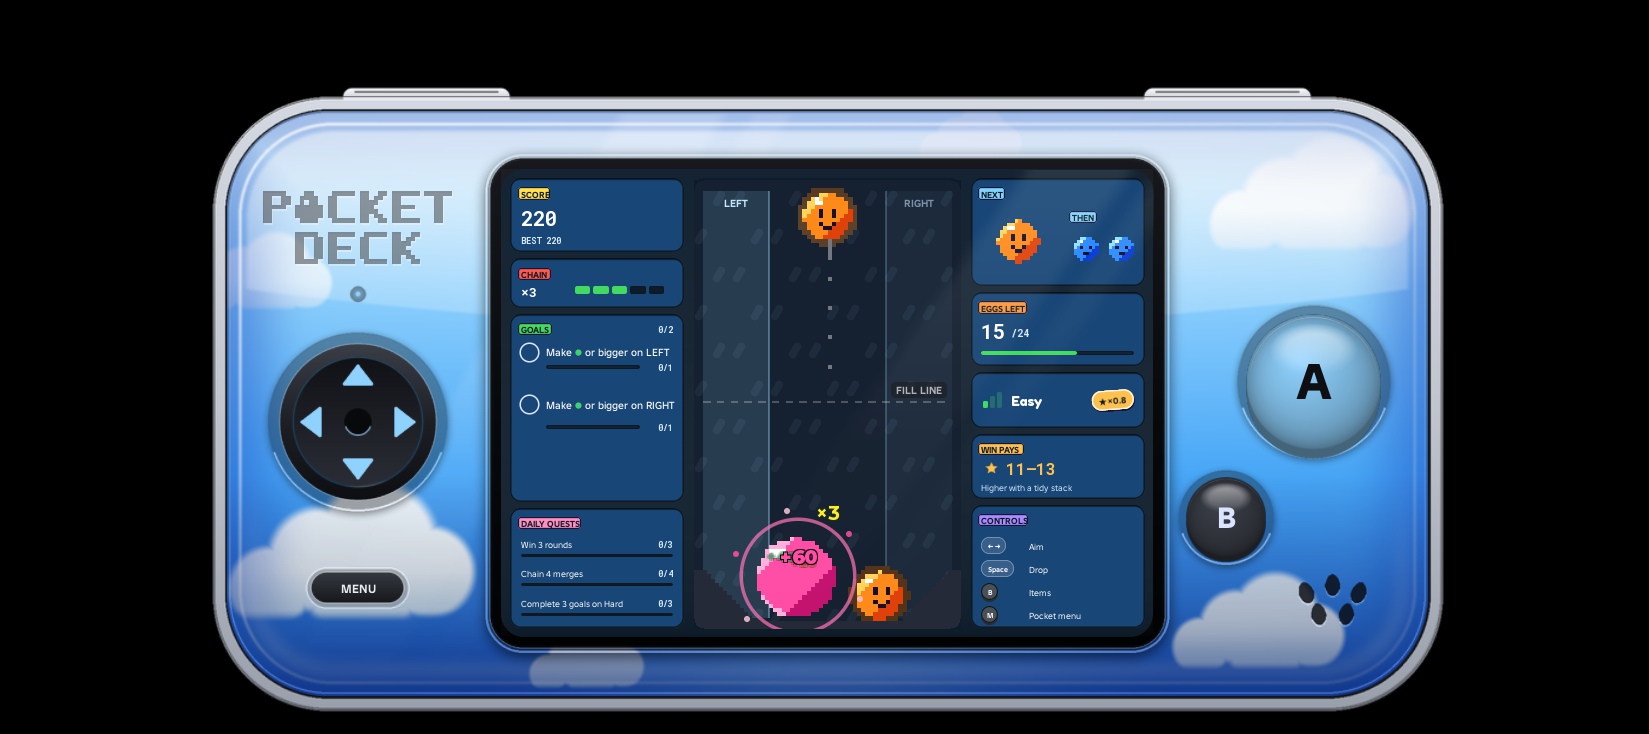 POCKET
DECK
MENU
SCORE
220
BEST 220
CHAIN
×3
GOALS
0/2
Make ● or bigger on LEFT
0/1
Make ● or bigger on RIGHT
0/1
DAILY QUESTS
Win 3 rounds
0/3
Chain 4 merges
0/4
Complete 3 goals on Hard
0/3
LEFT
RIGHT
FILL LINE
×3
+60
NEXT
THEN
EGGS LEFT
15 /24
Easy
★×0.8
WIN PAYS
★ 11–13
Higher with a tidy stack
CONTROLS
←→ Aim
Space Drop
B Items
M Pocket menu
A
B